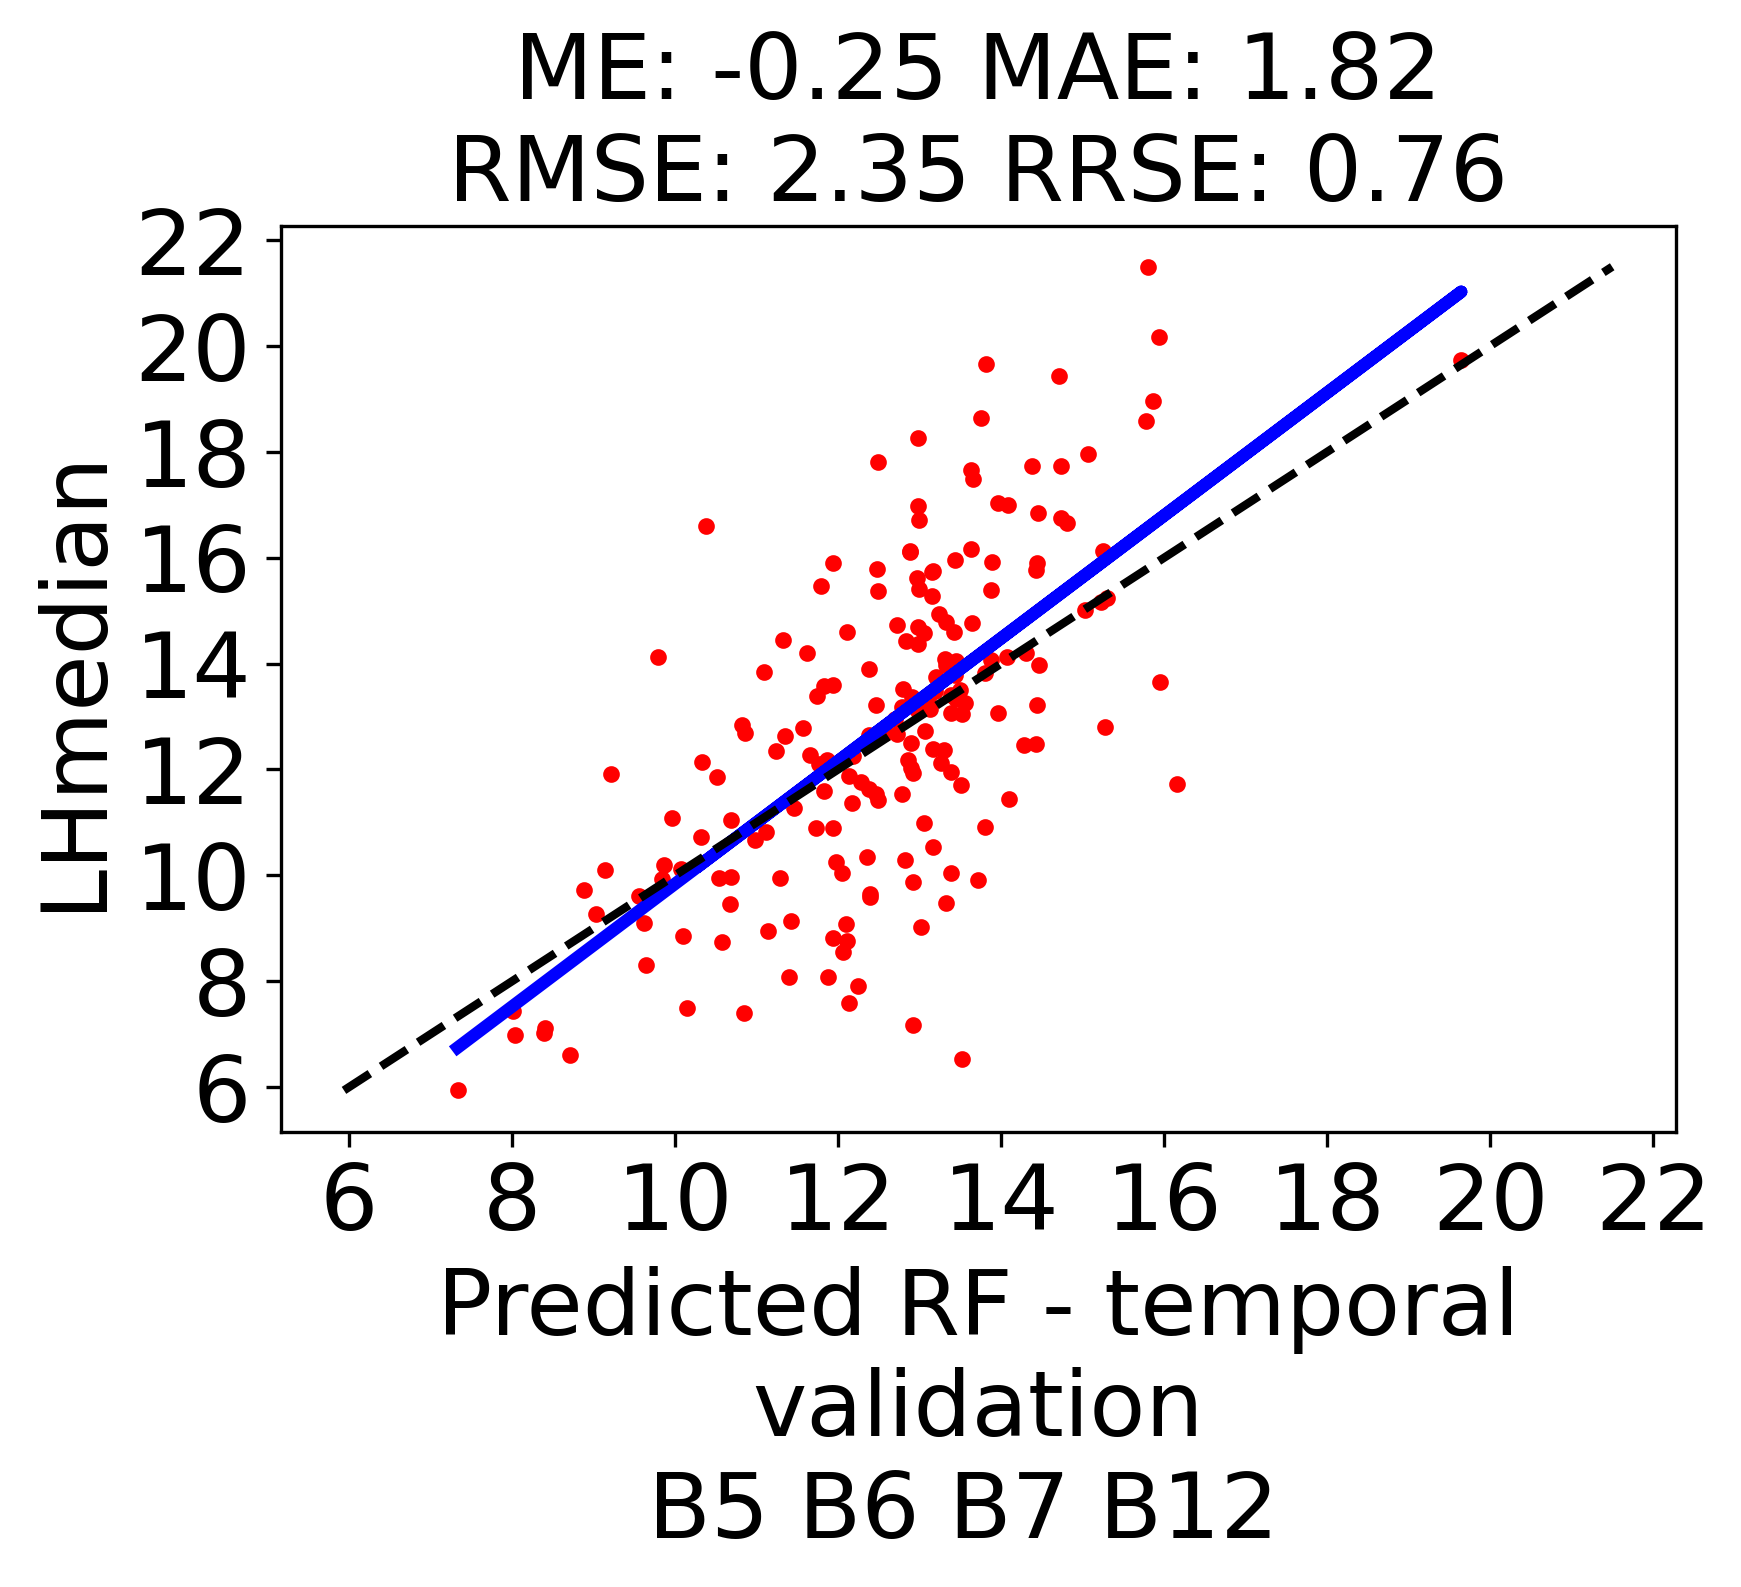 ME: -0.25 MAE: 1.82
RMSE: 2.35 RRSE: 0.76
22
20
18
16
14
12
10
8
6
LHmedian
6 8 10 12 14 16 18 20 22
Predicted RF - temporal
validation
B5 B6 B7 B12